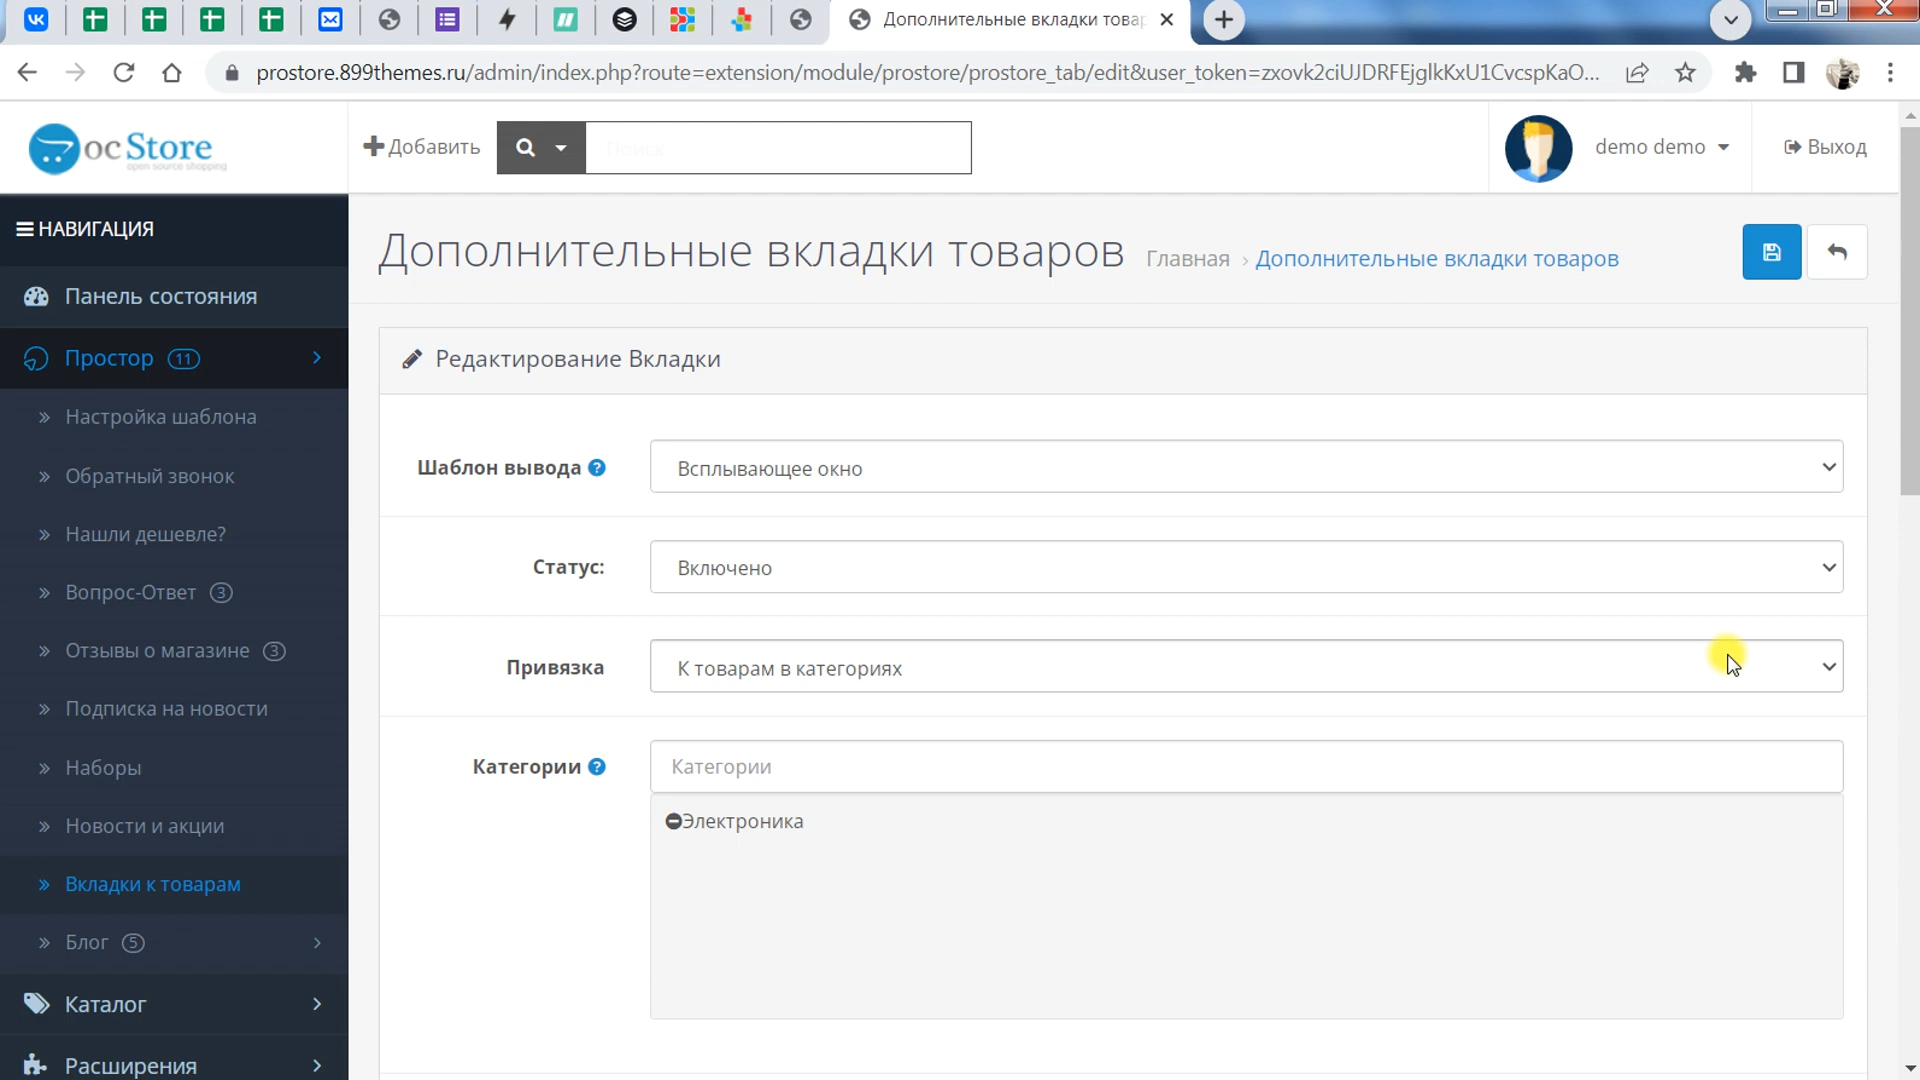 Дополнительные вкладки товар
prostore.899themes.ru/admin/index.php?route=extension/module/prostore/prostore_tab/edit&user_token=zxovk2ciUJDRFEjglkKxU1CvcspKaO...
ocStore
open source shopping
Добавить
Поиск
demo demo
Выход
НАВИГАЦИЯ
Дополнительные вкладки товаров
Главная › Дополнительные вкладки товаров
Панель состояния
Простор 11
Редактирование Вкладки
Настройка шаблона
Шаблон вывода ?
Всплывающее окно
Обратный звонок
Нашли дешевле?
Статус:
Включено
Вопрос-Ответ 3
Отзывы о магазине 3
Привязка
К товарам в категориях
Подписка на новости
Наборы
Категории ?
Категории
Новости и акции
Электроника
Вкладки к товарам
Блог 5
Каталог
Расширения